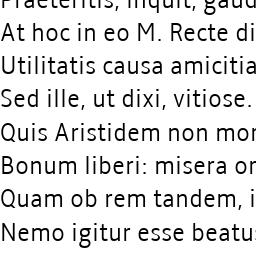 Praeteritis, inquit, gaud
At hoc in eo M. Recte di
Utilitatis causa amicitia
Sed ille, ut dixi, vitiose.
Quis Aristidem non mor
Bonum liberi: misera or
Quam ob rem tandem, i
Nemo igitur esse beatus